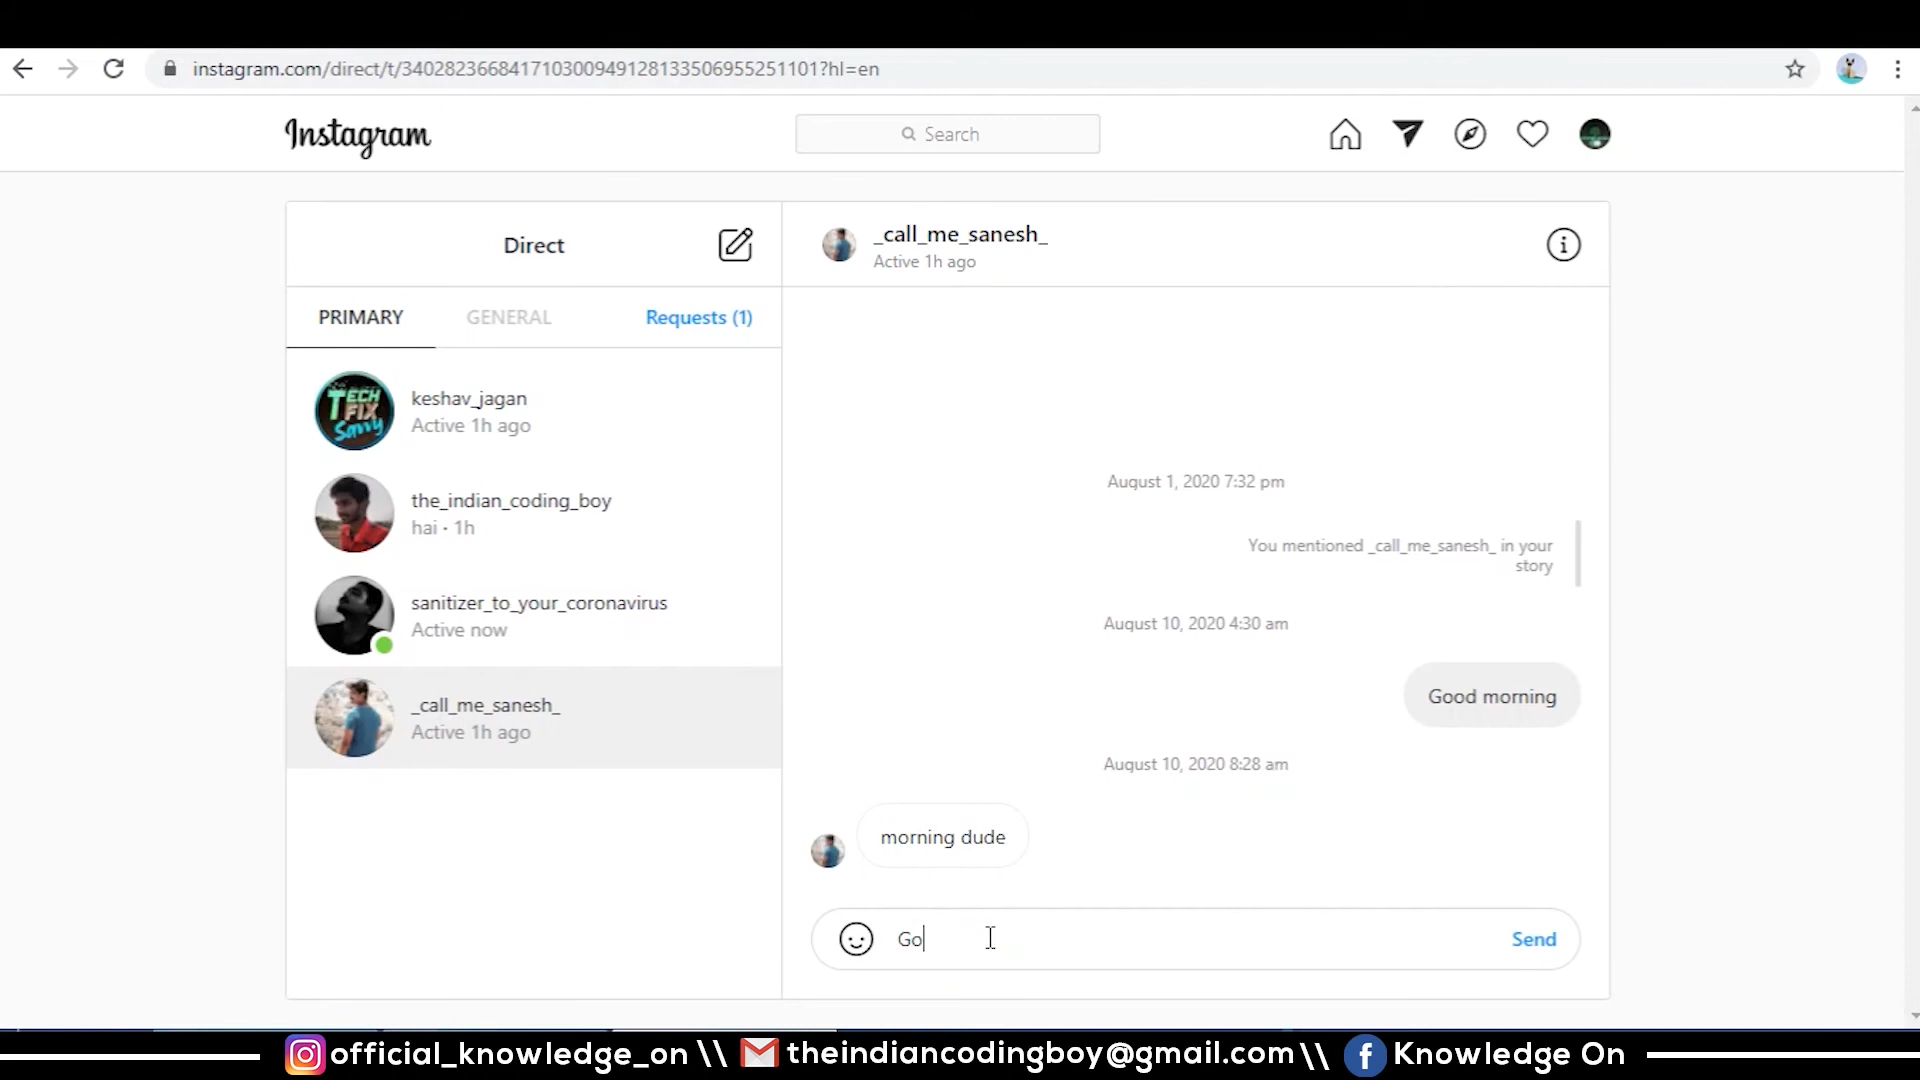 instagram.com/direct/t/340282366841710300949128133506955251101?hl=en
Instagram
Search
Direct
_call_me_sanesh_
Active 1h ago
PRIMARY
GENERAL
Requests (1)
TECH
FIX
Savvy
keshav_jagan
Active 1h ago
the_indian_coding_boy
hai · 1h
sanitizer_to_your_coronavirus
Active now
_call_me_sanesh_
Active 1h ago
August 1, 2020 7:32 pm
You mentioned _call_me_sanesh_ in your
story
August 10, 2020 4:30 am
Good morning
August 10, 2020 8:28 am
morning dude
Go
Send
official_knowledge_on \\ theindiancodingboy@gmail.com \\ Knowledge On